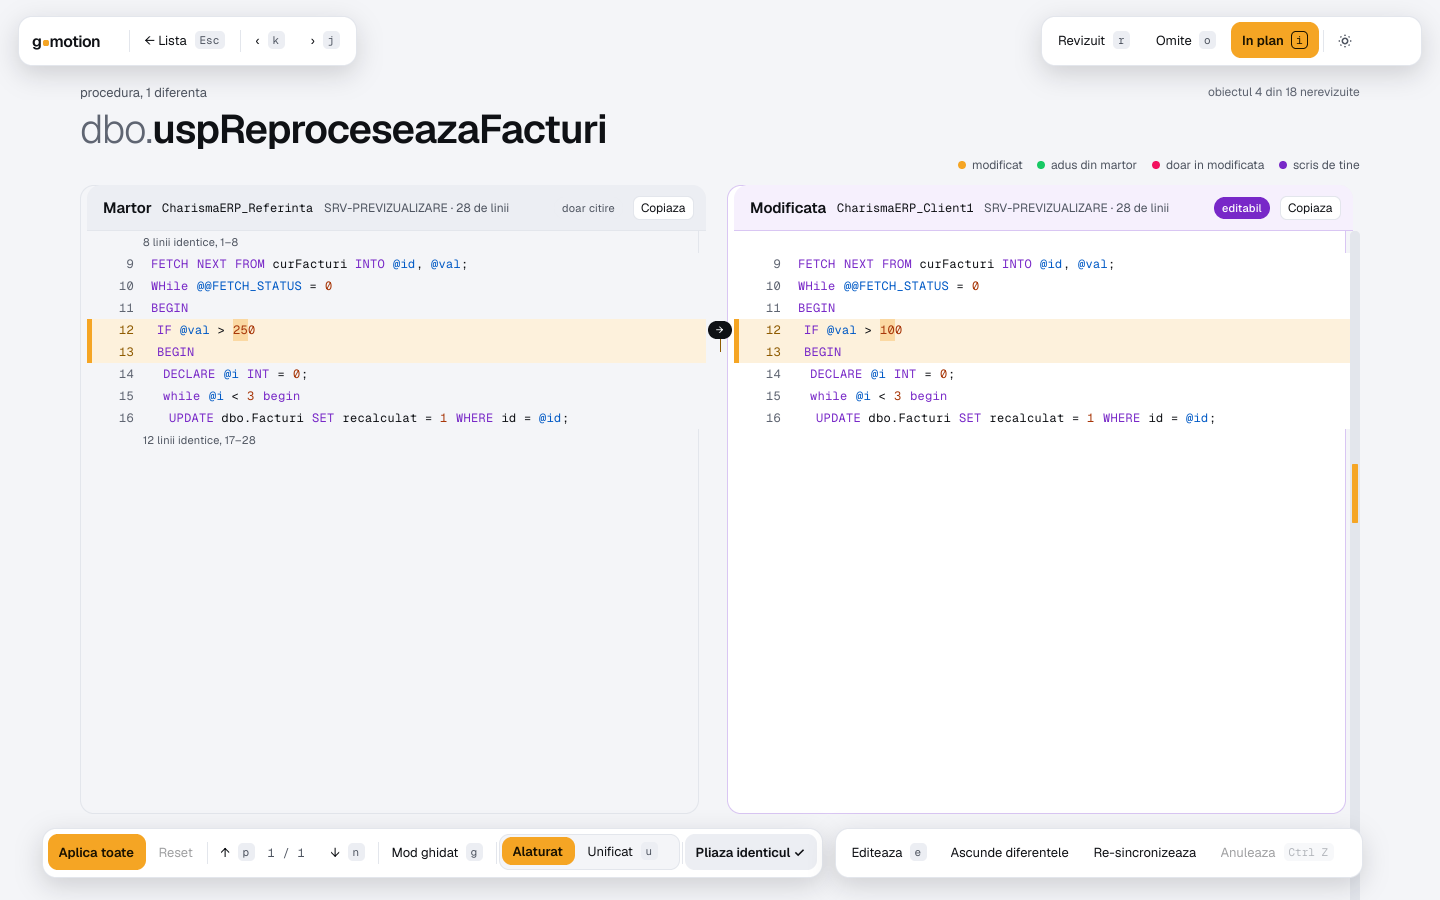 gomotion ← Lista Esc ‹ k › j Revizuit r Omite o In plan i
procedura, 1 diferenta obiectul 4 din 18 nerevizuite
dbo.uspReproceseazaFacturi
modificat adus din martor doar in modificata scris de tine
Martor CharismaERP_Referinta SRV-PREVIZUALIZARE · 28 de linii doar citire Copiaza
8 linii identice, 1–8
9 FETCH NEXT FROM curFacturi INTO @id, @val;
10 WHile @@FETCH_STATUS = 0
11 BEGIN
12 IF @val > 250
13 BEGIN
14 DECLARE @i INT = 0;
15 while @i < 3 begin
16 UPDATE dbo.Facturi SET recalculat = 1 WHERE id = @id;
12 linii identice, 17–28
→
Modificata CharismaERP_Client1 SRV-PREVIZUALIZARE · 28 de linii editabil Copiaza
9 FETCH NEXT FROM curFacturi INTO @id, @val;
10 WHile @@FETCH_STATUS = 0
11 BEGIN
12 IF @val > 100
13 BEGIN
14 DECLARE @i INT = 0;
15 while @i < 3 begin
16 UPDATE dbo.Facturi SET recalculat = 1 WHERE id = @id;
Aplica toate Reset ↑ p 1 / 1 ↓ n Mod ghidat g Alaturat Unificat u Pliaza identicul ✓ Editeaza e Ascunde diferentele Re-sincronizeaza Anuleaza Ctrl Z